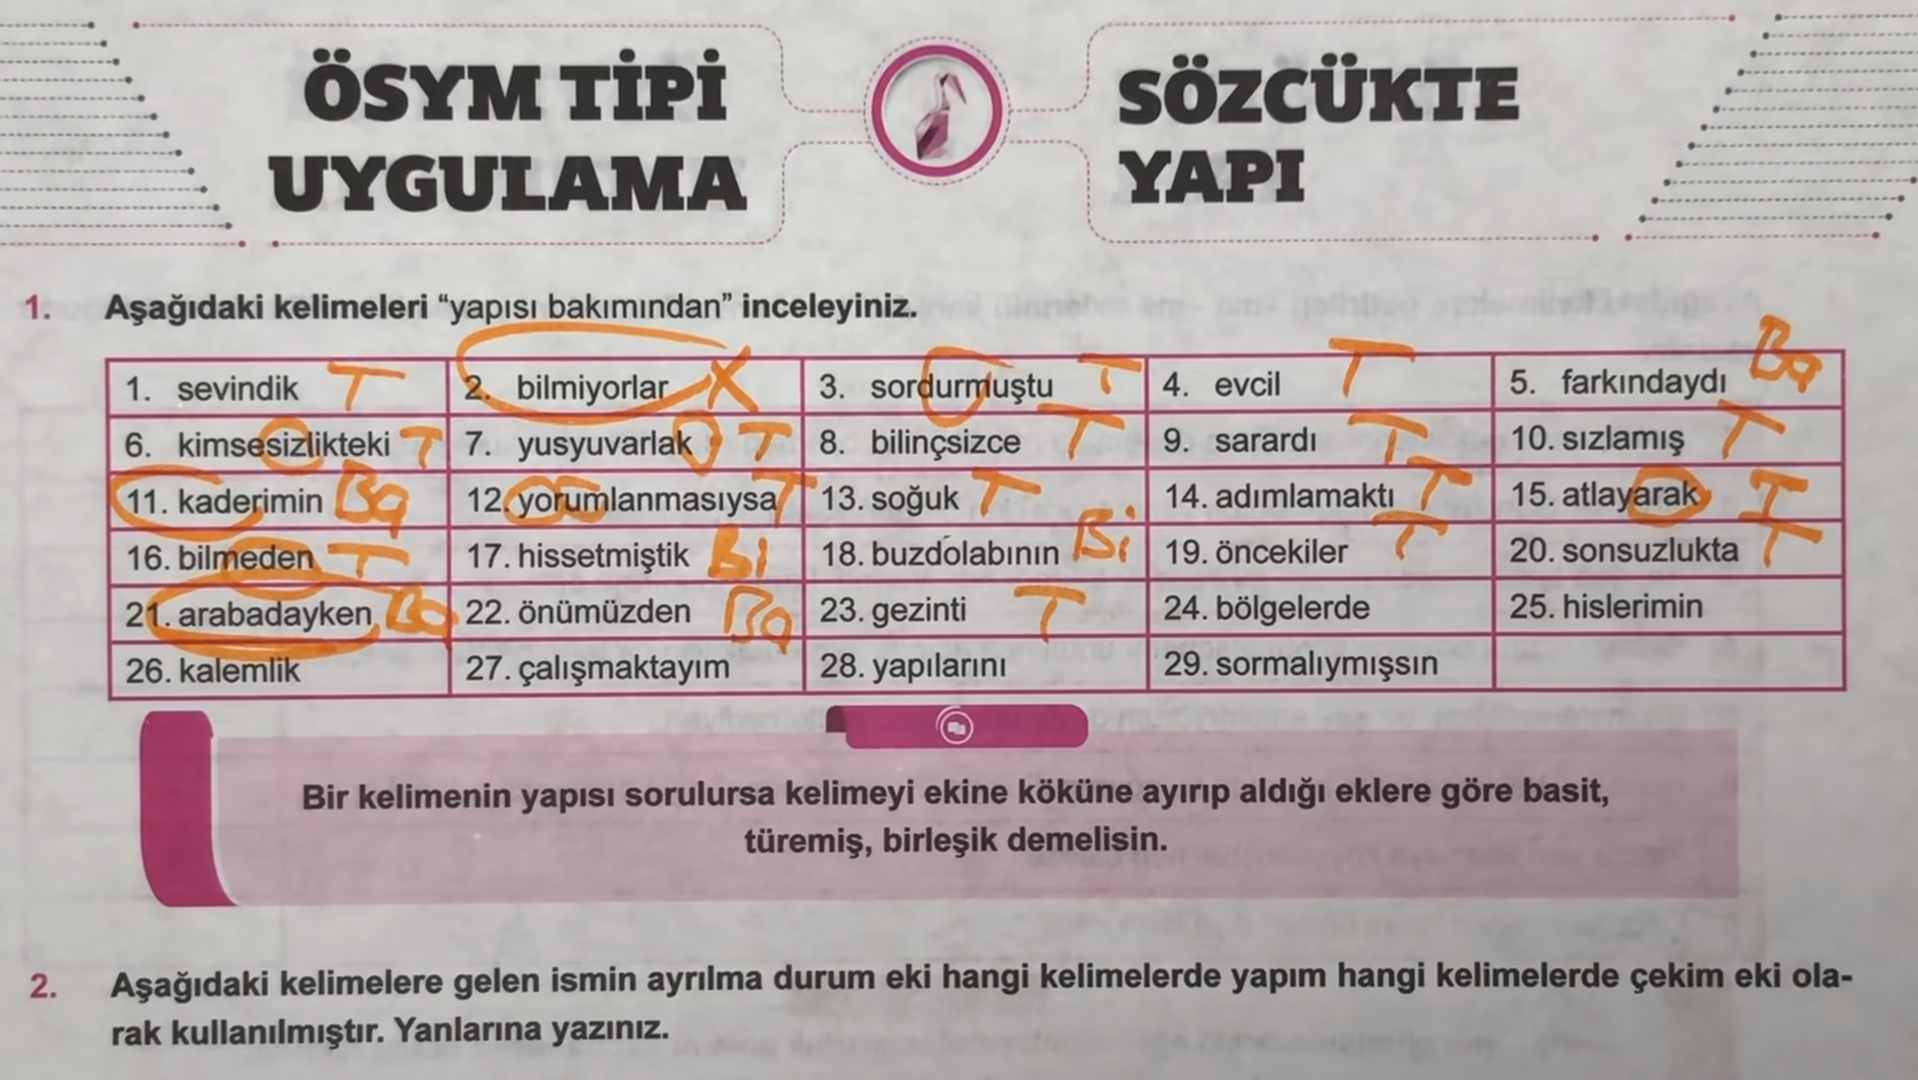 ÖSYM TİPİ
UYGULAMA
SÖZCÜKTE
YAPI
1. Aşağıdaki kelimeleri “yapısı bakımından” inceleyiniz.
1. sevindik T 2. bilmiyorlar X 3. sordurmuştu T 4. evcil T 5. farkındaydı Ba
6. kimsesizlikteki T 7. yusyuvarlak T 8. bilinçsizce T 9. sarardı T 10. sızlamış T
11. kaderimin Ba 12. yorumlanmasıysa T 13. soğuk T 14. adımlamaktı T 15. atlayarak T
16. bilmeden T 17. hissetmiştik Bi 18. buzdolabının Bi 19. öncekiler T 20. sonsuzlukta T
21. arabadayken Ba 22. önümüzden Ba 23. gezinti T 24. bölgelerde 25. hislerimin
26. kalemlik 27. çalışmaktayım 28. yapılarını 29. sormalıymışsın
Bir kelimenin yapısı sorulursa kelimeyi ekine köküne ayırıp aldığı eklere göre basit,
türemiş, birleşik demelisin.
2. Aşağıdaki kelimelere gelen ismin ayrılma durum eki hangi kelimelerde yapım hangi kelimelerde çekim eki ola-
rak kullanılmıştır. Yanlarına yazınız.